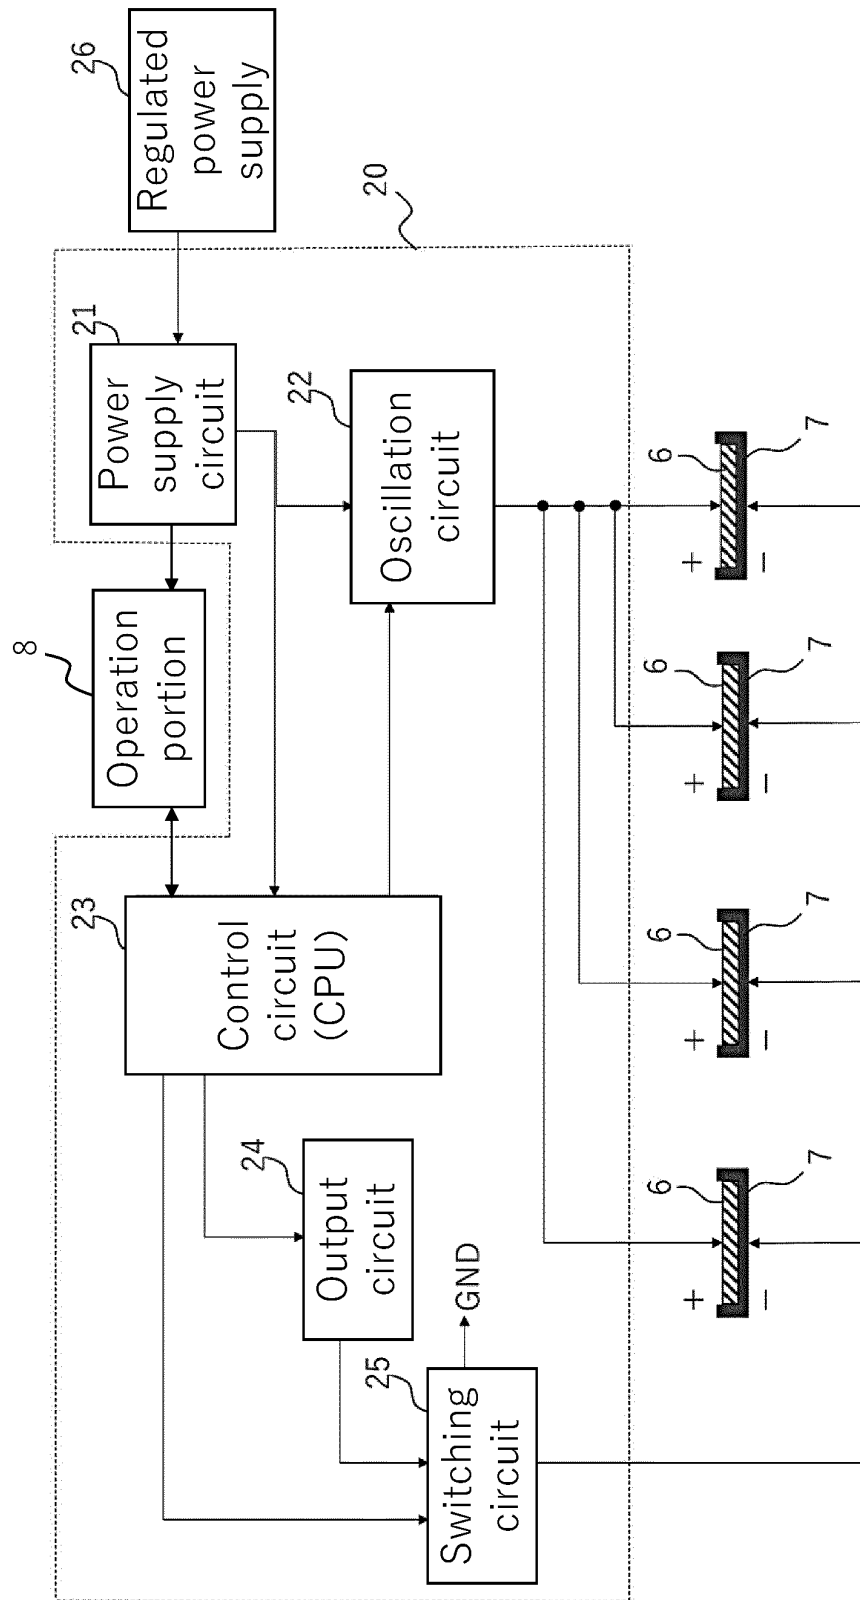 26
Regulated
power
supply
20
21
Power
supply
circuit
22
Oscillation
circuit
8
Operation
portion
23
Control
circuit
(CPU)
24
Output
circuit
25
Switching
circuit
GND
6
7
+
−
6
7
+
−
6
7
+
−
6
7
+
−